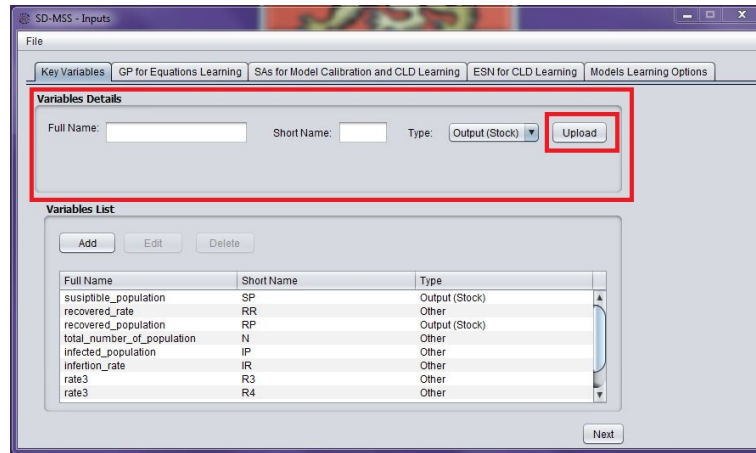 SD-MSS - Inputs
File
Key Variables GP for Equations Learning SAs for Model Calibration and CLD Learning ESN for CLD Learning Models Learning Options
Variables Details
Full Name: Short Name: Type: Output (Stock) Upload
Variables List
Add Edit Delete
Full Name Short Name Type
susiptible_population SP Output (Stock)
recovered_rate RR Other
recovered_population RP Output (Stock)
total_number_of_population N Other
infected_population IP Other
infertion_rate IR Other
rate3 R3 Other
rate3 R4 Other
Next